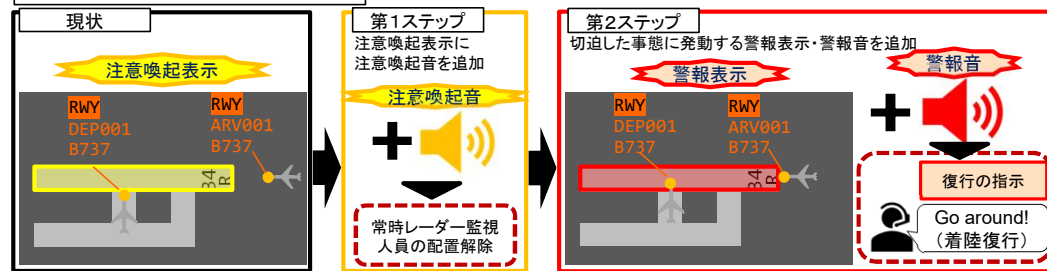 現状
注意喚起表示
RWY
DEP001
B737
RWY
ARV001
B737
34
R
第1ステップ
注意喚起表示に
注意喚起音を追加
注意喚起音
常時レーダー監視
人員の配置解除
第2ステップ
切迫した事態に発動する警報表示・警報音を追加
警報表示
RWY
DEP001
B737
RWY
ARV001
B737
34
R
警報音
復行の指示
Go around!
（着陸復行）